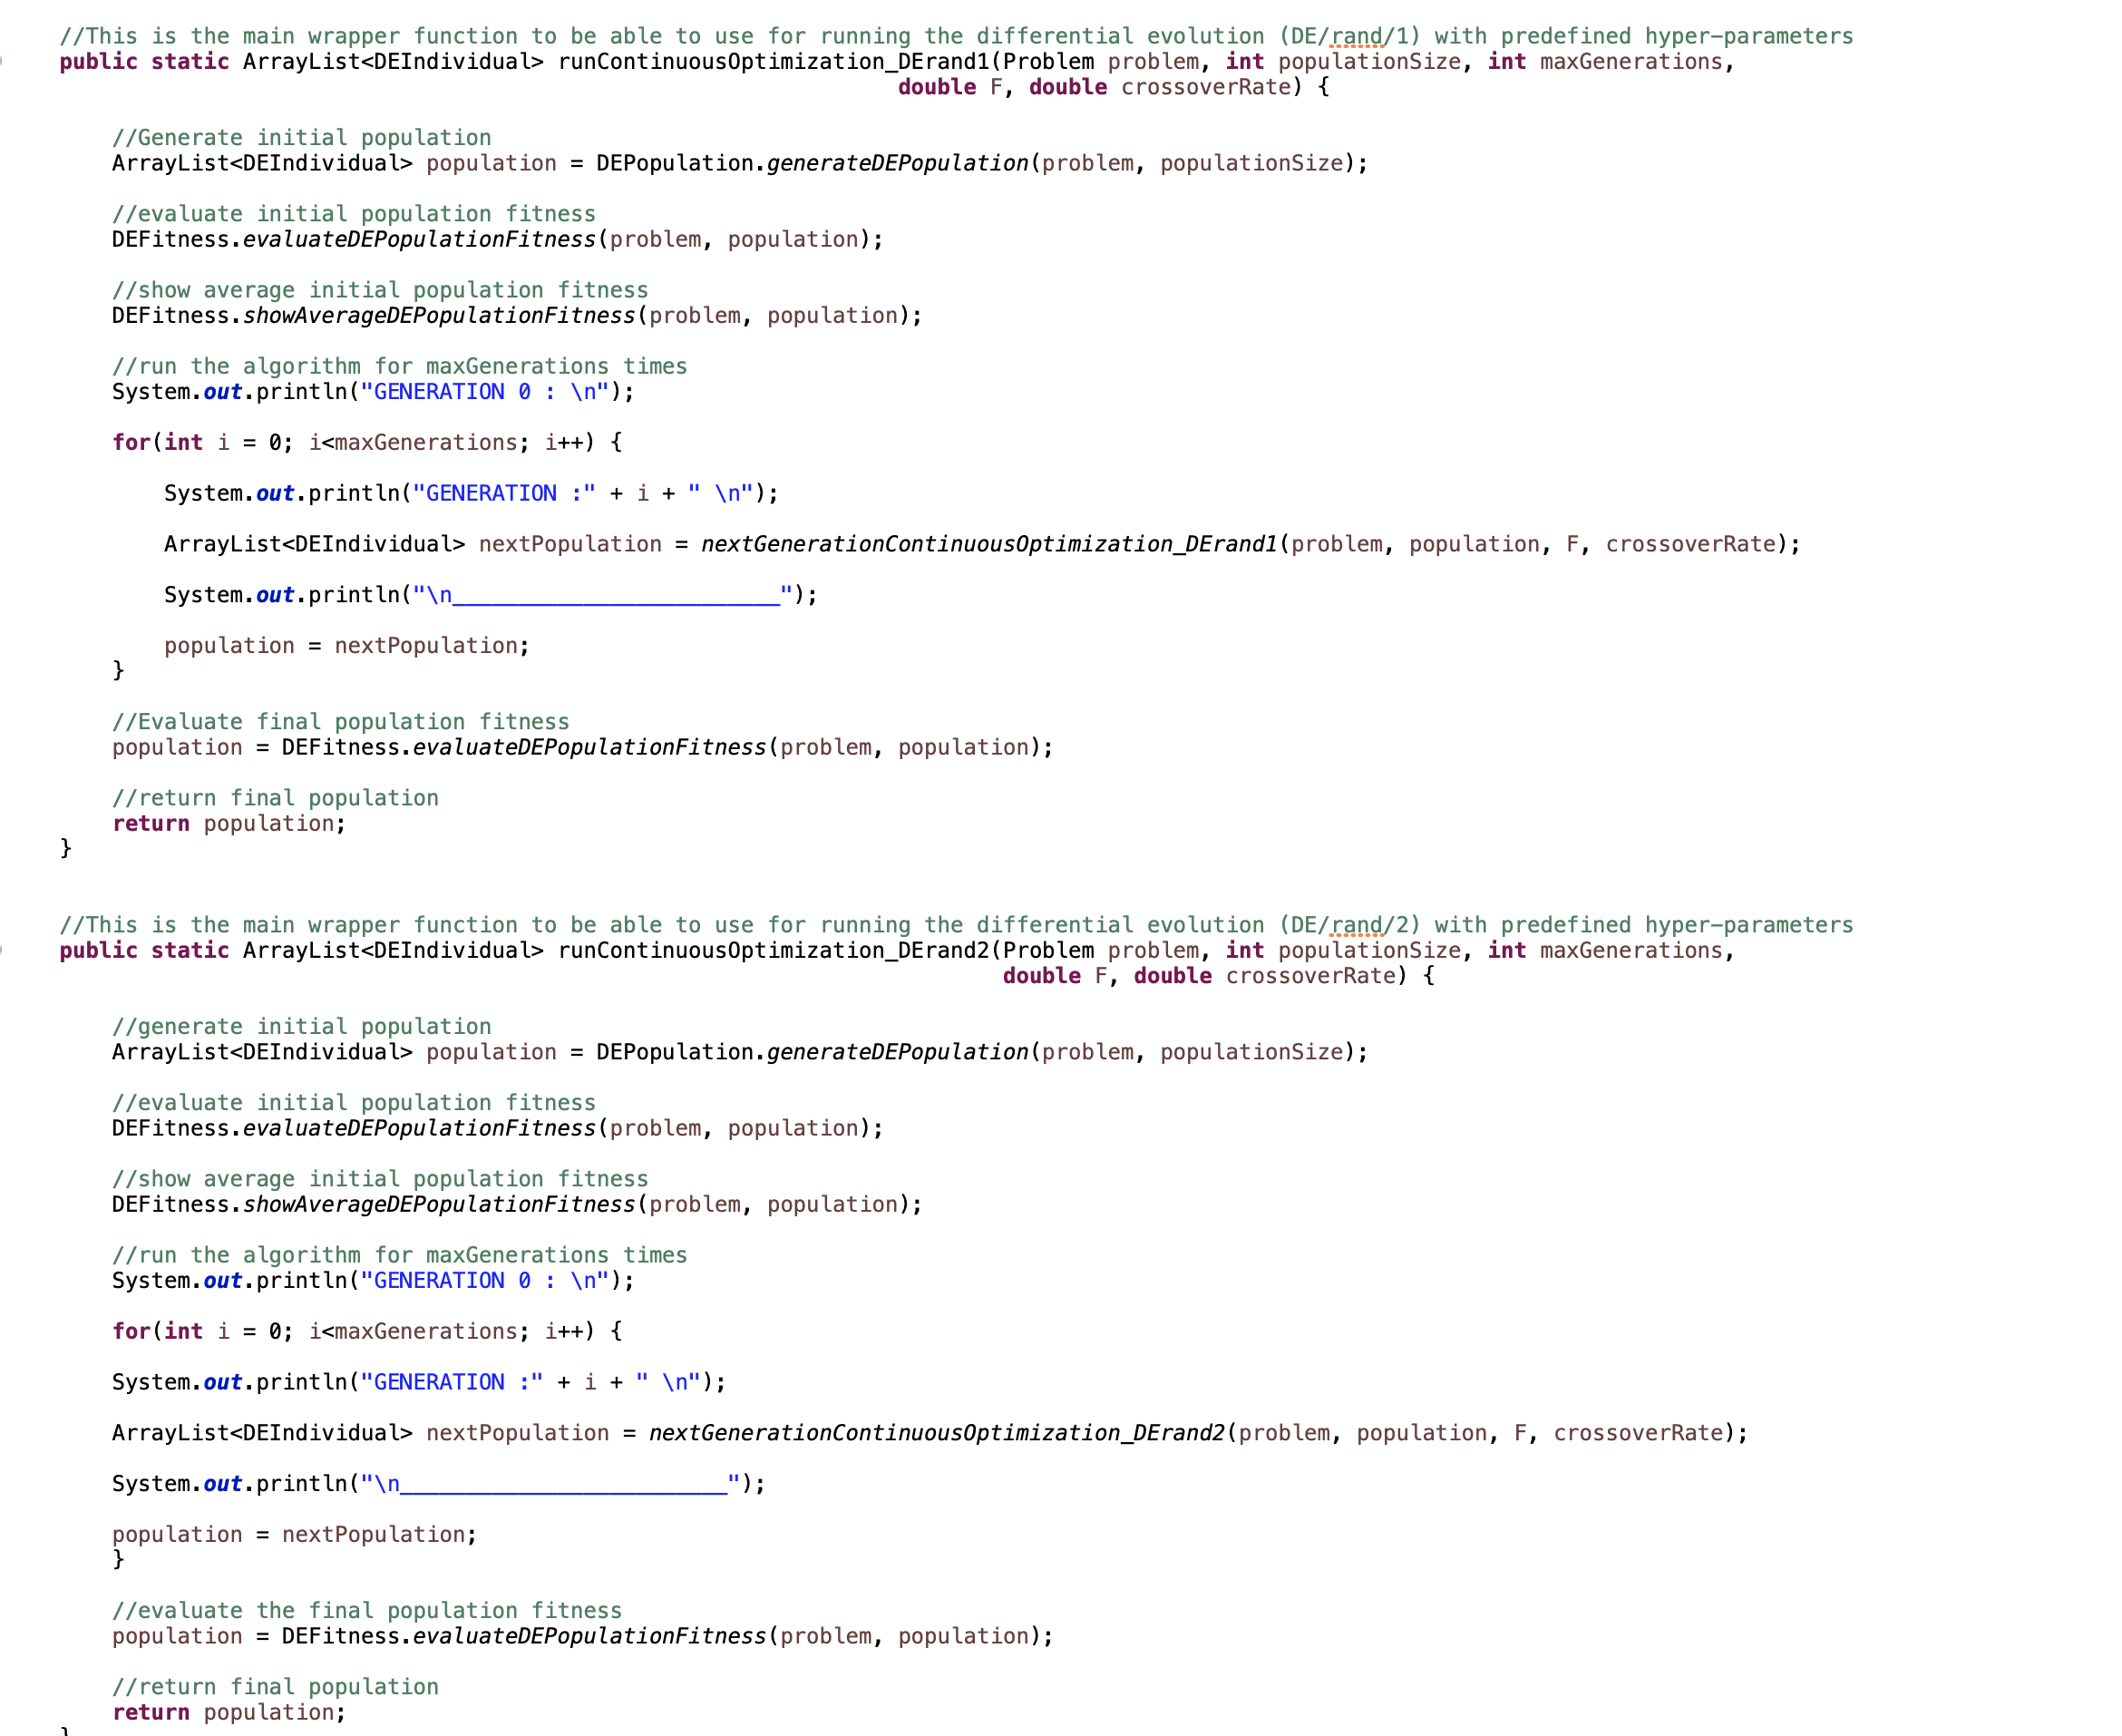 //This is the main wrapper function to be able to use for running the differential evolution (DE/rand/1) with predefined hyper-parameters
public static ArrayList<DEIndividual> runContinuousOptimization_DErand1(Problem problem, int populationSize, int maxGenerations,
double F, double crossoverRate) {
//Generate initial population
ArrayList<DEIndividual> population = DEPopulation.generateDEPopulation(problem, populationSize);
//evaluate initial population fitness
DEFitness.evaluateDEPopulationFitness(problem, population);
//show average initial population fitness
DEFitness.showAverageDEPopulationFitness(problem, population);
//run the algorithm for maxGenerations times
System.out.println("GENERATION 0 : \n");
for(int i = 0; i<maxGenerations; i++) {
System.out.println("GENERATION :" + i + " \n");
ArrayList<DEIndividual> nextPopulation = nextGenerationContinuousOptimization_DErand1(problem, population, F, crossoverRate);
System.out.println("\n_________________________");
population = nextPopulation;
}
//Evaluate final population fitness
population = DEFitness.evaluateDEPopulationFitness(problem, population);
//return final population
return population;
}
//This is the main wrapper function to be able to use for running the differential evolution (DE/rand/2) with predefined hyper-parameters
public static ArrayList<DEIndividual> runContinuousOptimization_DErand2(Problem problem, int populationSize, int maxGenerations,
double F, double crossoverRate) {
//generate initial population
ArrayList<DEIndividual> population = DEPopulation.generateDEPopulation(problem, populationSize);
//evaluate initial population fitness
DEFitness.evaluateDEPopulationFitness(problem, population);
//show average initial population fitness
DEFitness.showAverageDEPopulationFitness(problem, population);
//run the algorithm for maxGenerations times
System.out.println("GENERATION 0 : \n");
for(int i = 0; i<maxGenerations; i++) {
System.out.println("GENERATION :" + i + " \n");
ArrayList<DEIndividual> nextPopulation = nextGenerationContinuousOptimization_DErand2(problem, population, F, crossoverRate);
System.out.println("\n_________________________");
population = nextPopulation;
}
//evaluate the final population fitness
population = DEFitness.evaluateDEPopulationFitness(problem, population);
//return final population
return population;
}